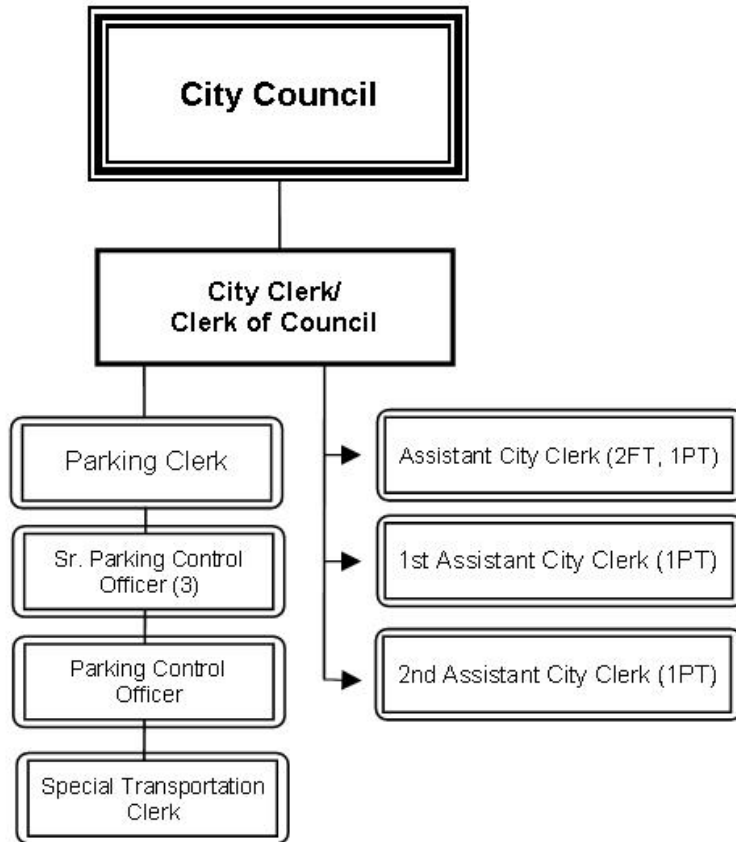 City Council
City Clerk/
Clerk of Council
Parking Clerk
Sr. Parking Control
Officer (3)
Parking Control
Officer
Special Transportation
Clerk
Assistant City Clerk (2FT, 1PT)
1st Assistant City Clerk (1PT)
2nd Assistant City Clerk (1PT)